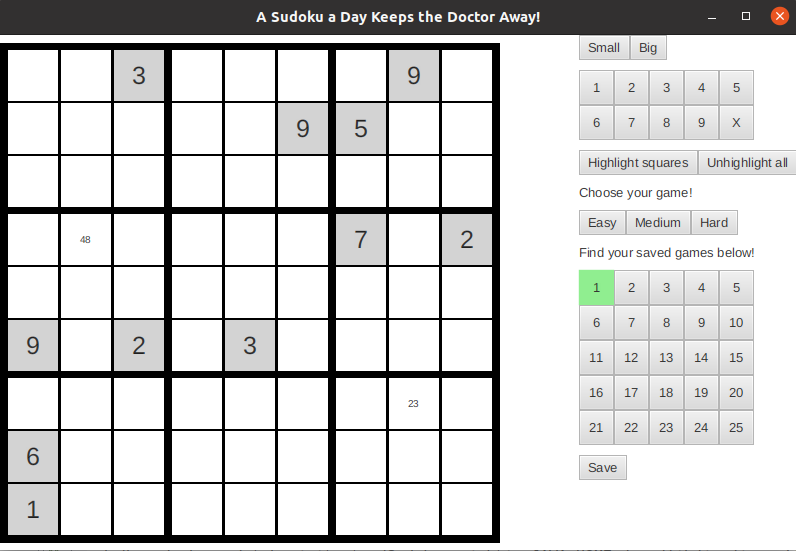 A Sudoku a Day Keeps the Doctor Away!
Small Big
3 9
1 2 3 4 5
9 5
6 7 8 9 X
Highlight squares Unhighlight all
Choose your game!
48 7 2
Easy Medium Hard
Find your saved games below!
1 2 3 4 5
9 2 3
6 7 8 9 10
11 12 13 14 15
23
16 17 18 19 20
6
21 22 23 24 25
Save
1